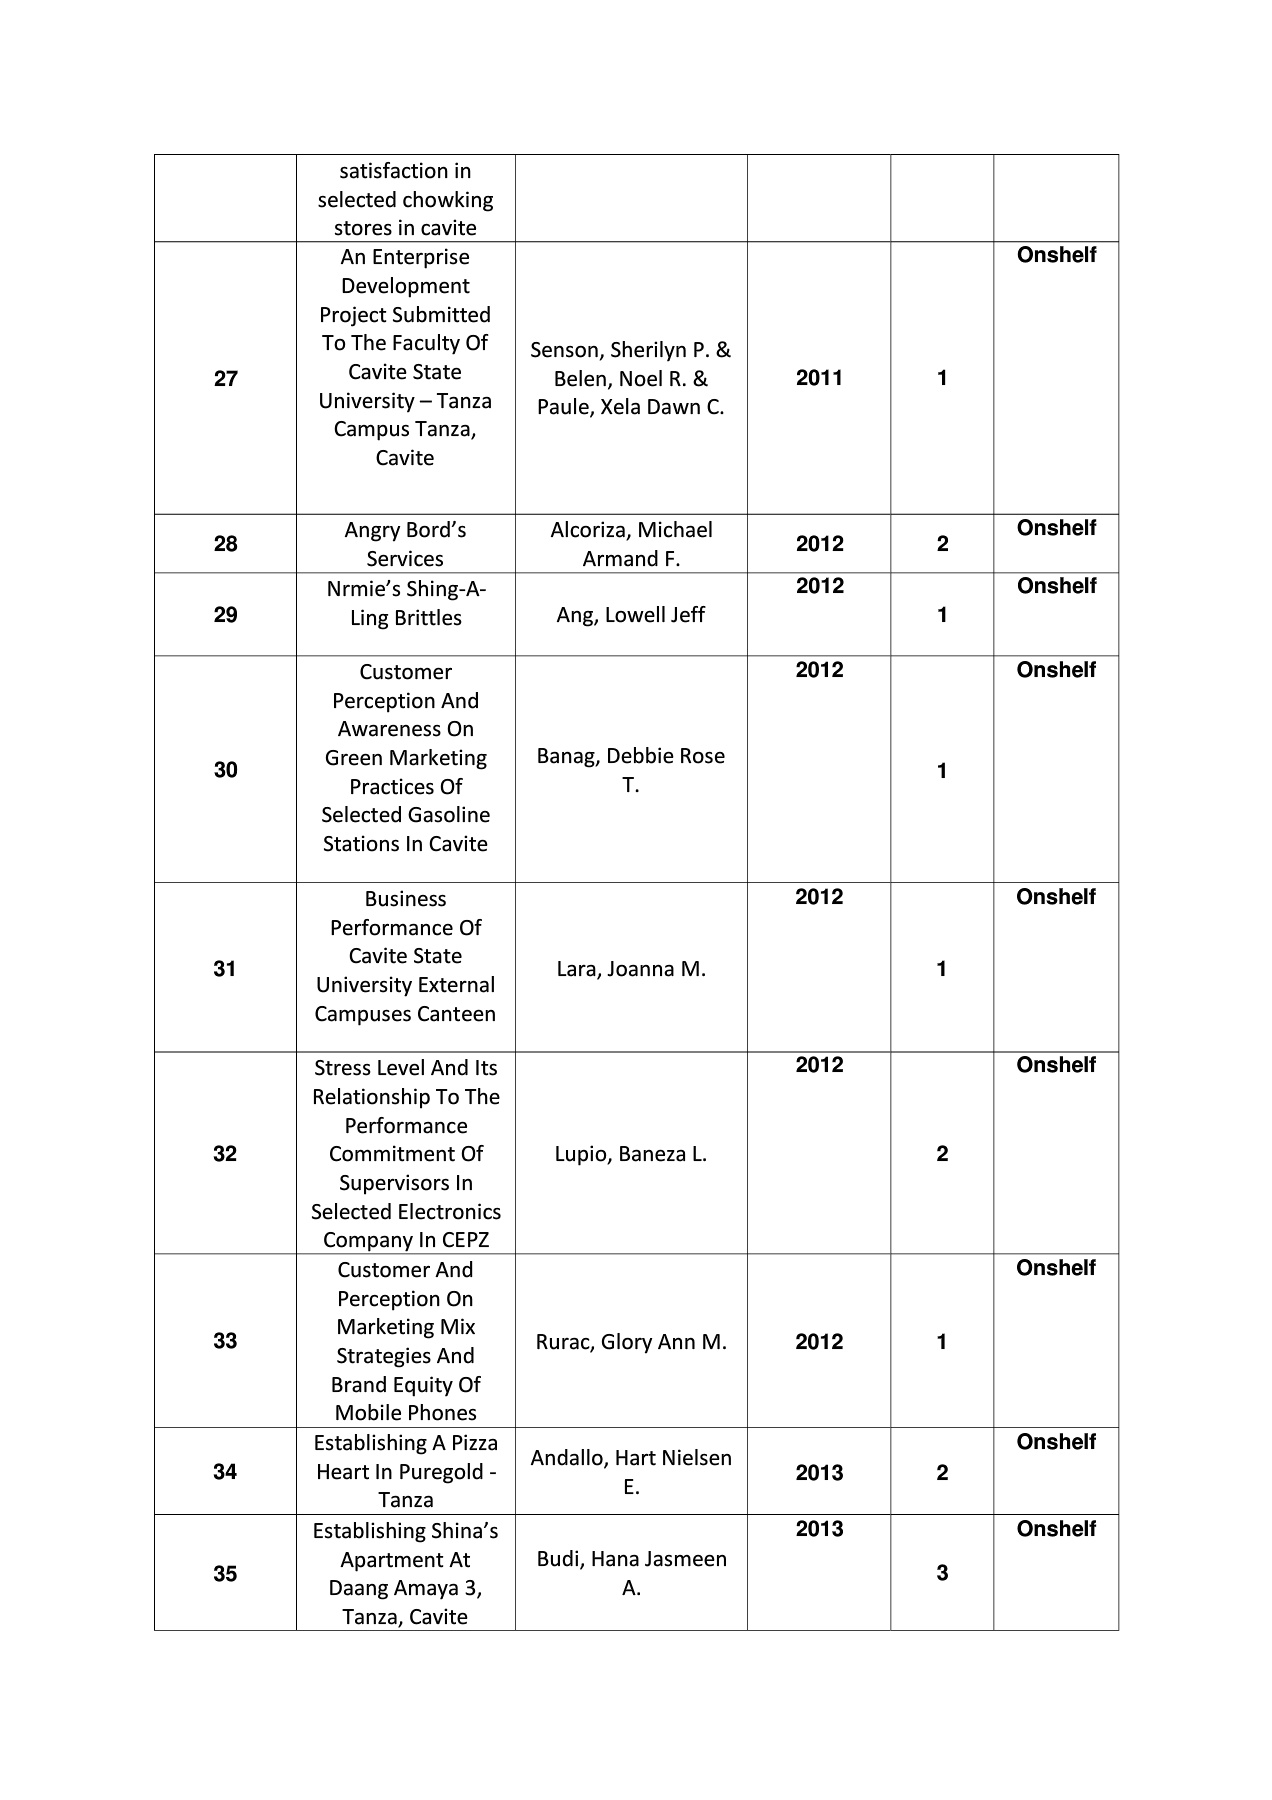 satisfaction in
selected chowking
stores in cavite
27
An Enterprise
Development
Project Submitted
To The Faculty Of
Cavite State
University – Tanza
Campus Tanza,
Cavite
Senson, Sherilyn P. &
Belen, Noel R. &
Paule, Xela Dawn C.
2011
1
Onshelf
28
Angry Bord’s
Services
Alcoriza, Michael
Armand F.
2012
2
Onshelf
29
Nrmie’s Shing-A-
Ling Brittles
Ang, Lowell Jeff
2012
1
Onshelf
30
Customer
Perception And
Awareness On
Green Marketing
Practices Of
Selected Gasoline
Stations In Cavite
Banag, Debbie Rose
T.
2012
1
Onshelf
31
Business
Performance Of
Cavite State
University External
Campuses Canteen
Lara, Joanna M.
2012
1
Onshelf
32
Stress Level And Its
Relationship To The
Performance
Commitment Of
Supervisors In
Selected Electronics
Company In CEPZ
Lupio, Baneza L.
2012
2
Onshelf
33
Customer And
Perception On
Marketing Mix
Strategies And
Brand Equity Of
Mobile Phones
Rurac, Glory Ann M.
2012
1
Onshelf
34
Establishing A Pizza
Heart In Puregold -
Tanza
Andallo, Hart Nielsen
E.
2013
2
Onshelf
35
Establishing Shina’s
Apartment At
Daang Amaya 3,
Tanza, Cavite
Budi, Hana Jasmeen
A.
2013
3
Onshelf